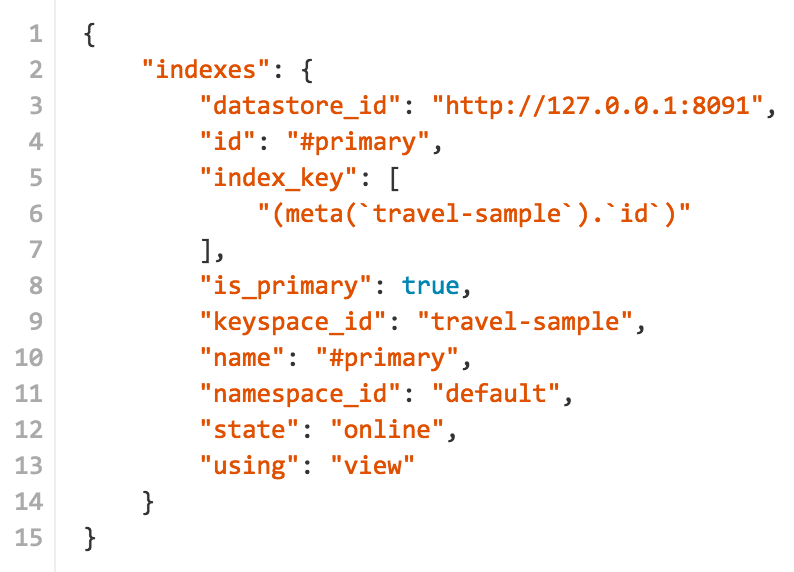 1 {
2     "indexes": {
3         "datastore_id": "http://127.0.0.1:8091",
4         "id": "#primary",
5         "index_key": [
6             "(meta(`travel-sample`).`id`)"
7         ],
8         "is_primary": true,
9         "keyspace_id": "travel-sample",
10         "name": "#primary",
11         "namespace_id": "default",
12         "state": "online",
13         "using": "view"
14     }
15 }